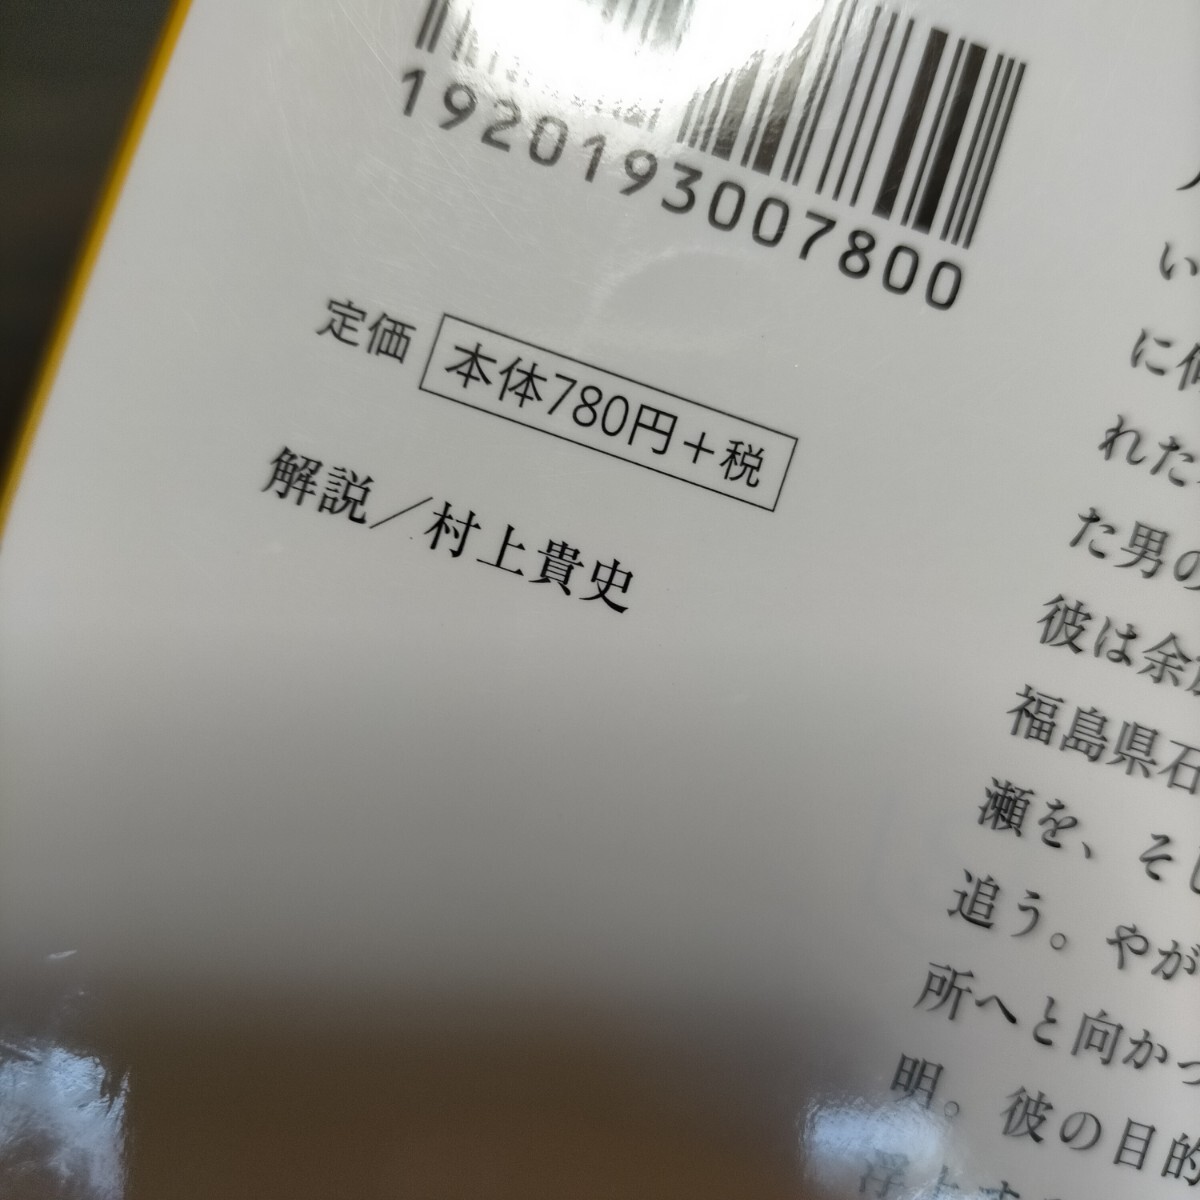 1920193007800
定価 本体780円＋税
解説／村上貴史
い
に
れた
た男の
彼は余
福島県石
瀬を、そし
追う。やが
所へと向かっ
明。彼の目的